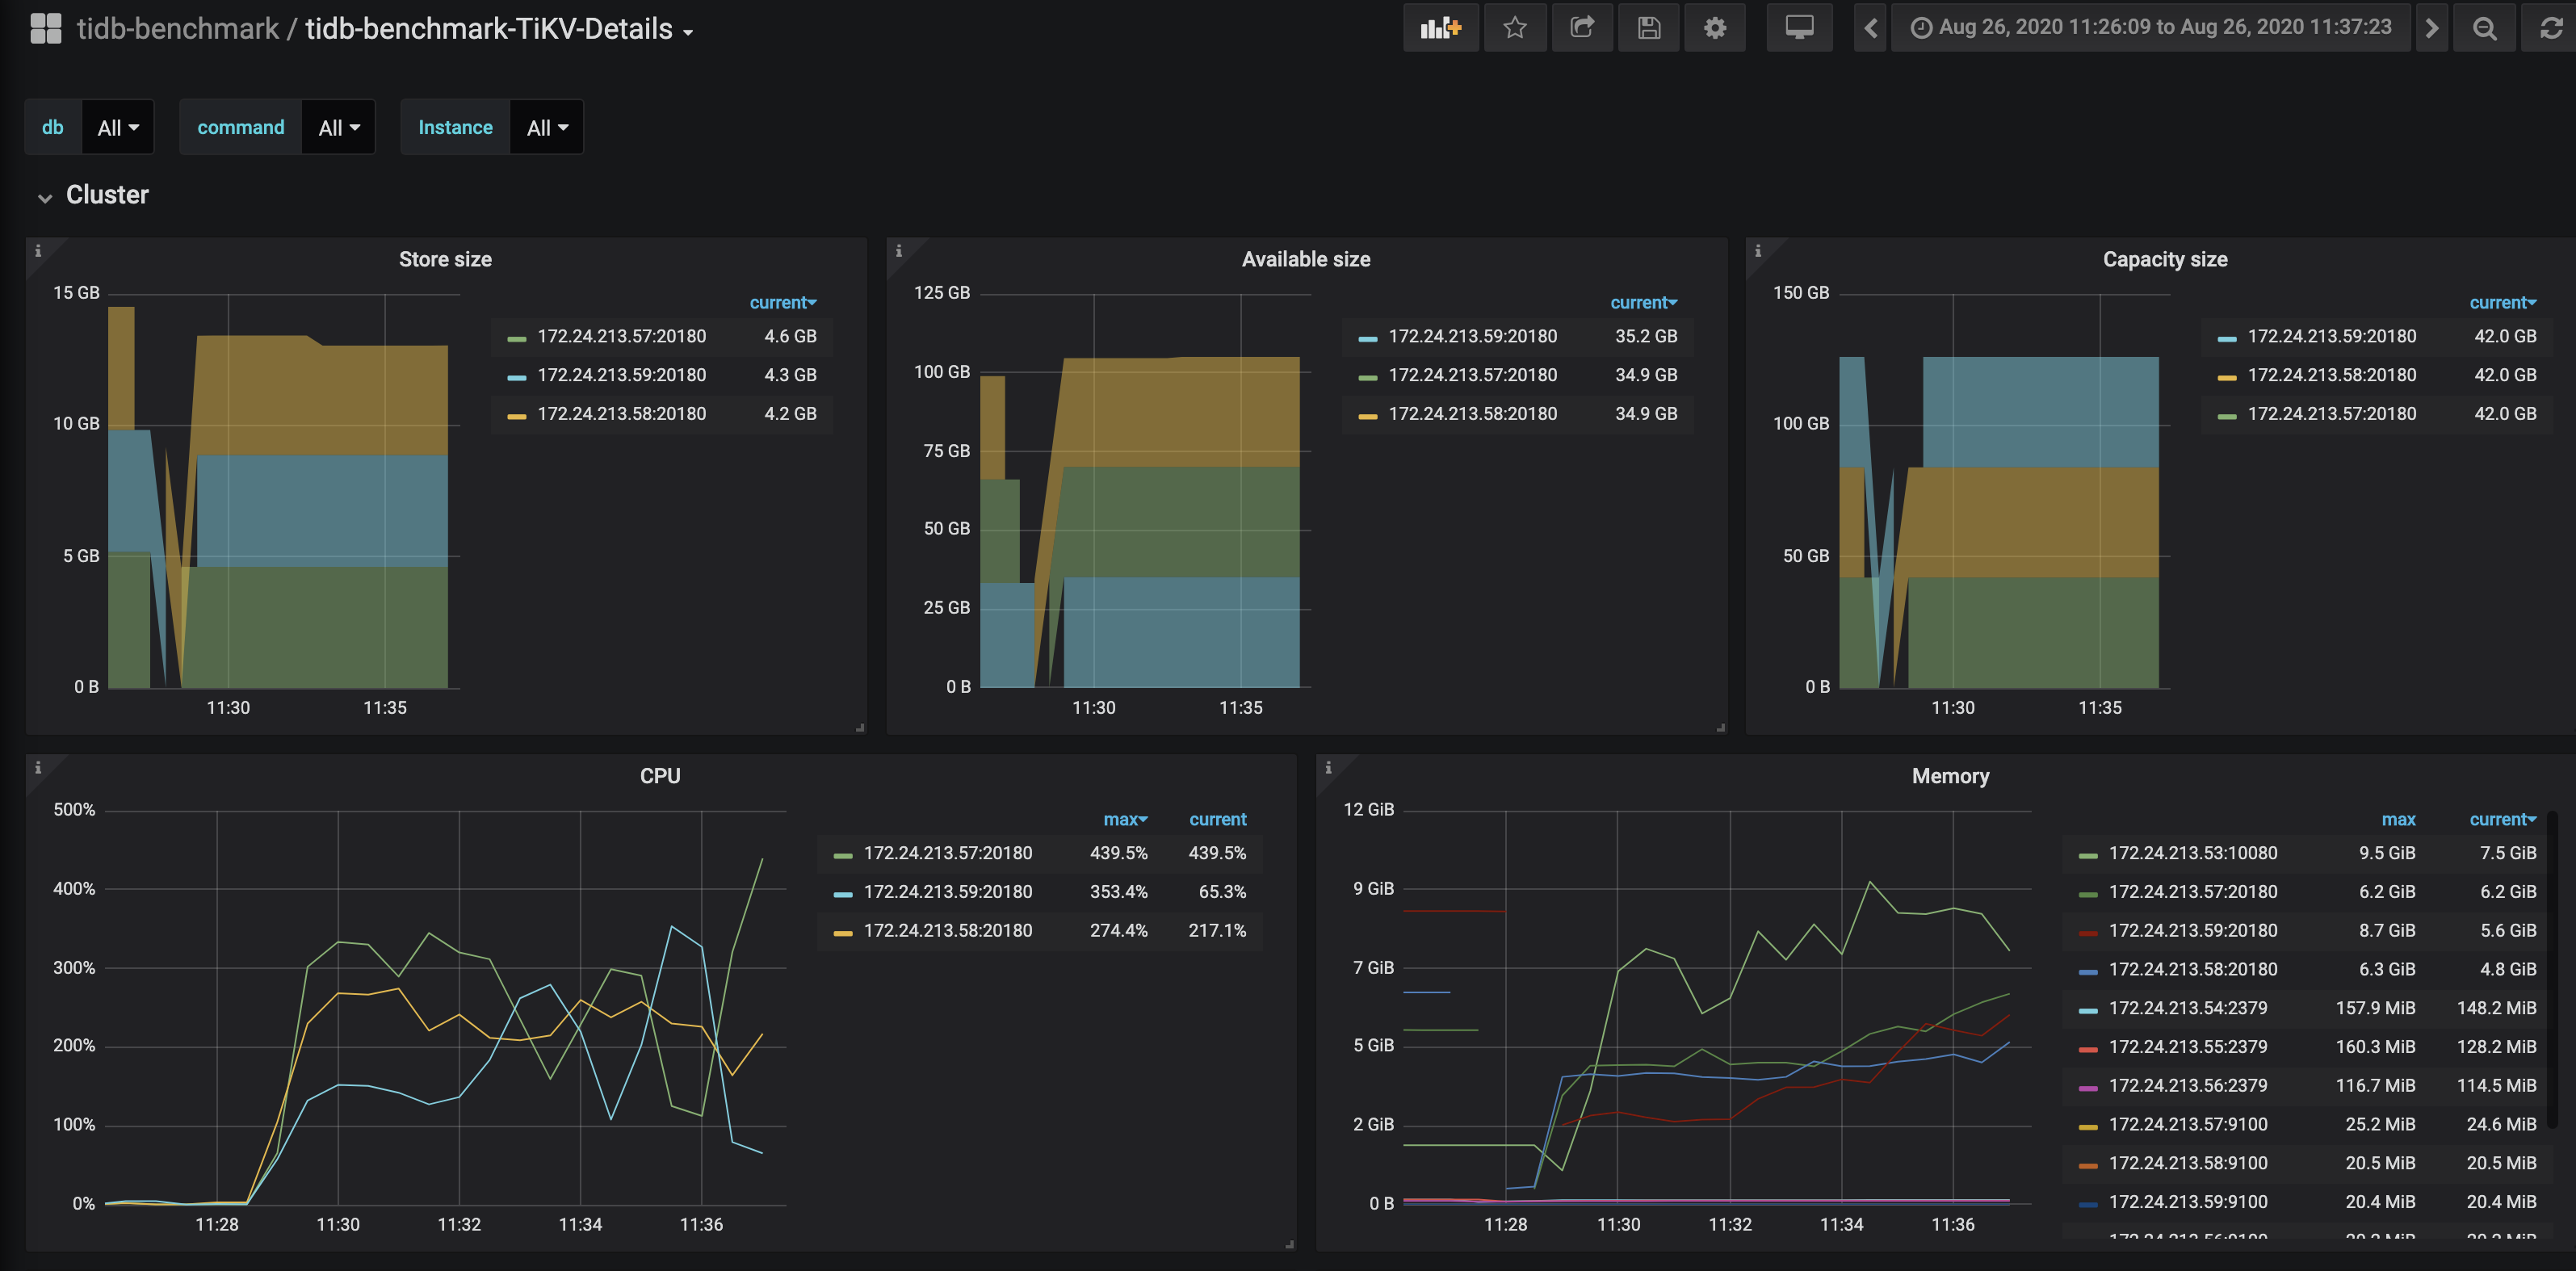 tidb-benchmark / tidb-benchmark-TiKV-Details
Aug 26, 2020 11:26:09 to Aug 26, 2020 11:37:23
db All command All Instance All
Cluster
Store size
15 GB
10 GB
5 GB
0 B
11:30 11:35
current
172.24.213.57:20180 4.6 GB
172.24.213.59:20180 4.3 GB
172.24.213.58:20180 4.2 GB
Available size
125 GB
100 GB
75 GB
50 GB
25 GB
0 B
11:30 11:35
current
172.24.213.59:20180 35.2 GB
172.24.213.57:20180 34.9 GB
172.24.213.58:20180 34.9 GB
Capacity size
150 GB
100 GB
50 GB
0 B
11:30 11:35
current
172.24.213.59:20180 42.0 GB
172.24.213.58:20180 42.0 GB
172.24.213.57:20180 42.0 GB
CPU
500%
400%
300%
200%
100%
0%
11:28 11:30 11:32 11:34 11:36
max current
172.24.213.57:20180 439.5% 439.5%
172.24.213.59:20180 353.4% 65.3%
172.24.213.58:20180 274.4% 217.1%
Memory
12 GiB
9 GiB
7 GiB
5 GiB
2 GiB
0 B
11:28 11:30 11:32 11:34 11:36
max current
172.24.213.53:10080 9.5 GiB 7.5 GiB
172.24.213.57:20180 6.2 GiB 6.2 GiB
172.24.213.59:20180 8.7 GiB 5.6 GiB
172.24.213.58:20180 6.3 GiB 4.8 GiB
172.24.213.54:2379 157.9 MiB 148.2 MiB
172.24.213.55:2379 160.3 MiB 128.2 MiB
172.24.213.56:2379 116.7 MiB 114.5 MiB
172.24.213.57:9100 25.2 MiB 24.6 MiB
172.24.213.58:9100 20.5 MiB 20.5 MiB
172.24.213.59:9100 20.4 MiB 20.4 MiB